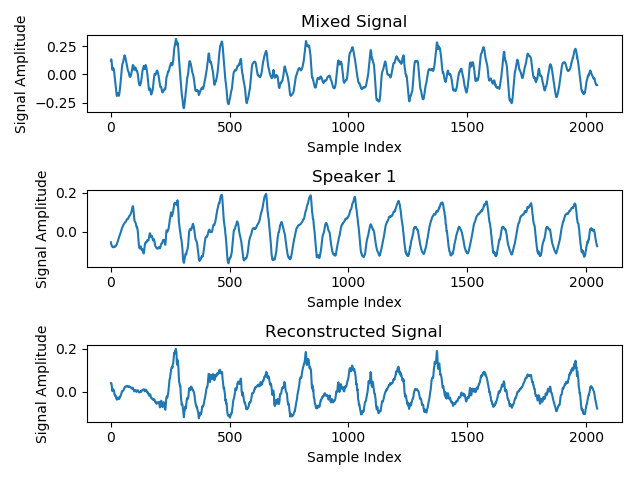 Mixed Signal
Signal Amplitude
0.25
0.00
−0.25
0 500 1000 1500 2000
Sample Index
Speaker 1
Signal Amplitude
0.2
0.0
0 500 1000 1500 2000
Sample Index
Reconstructed Signal
Signal Amplitude
0.2
0.0
0 500 1000 1500 2000
Sample Index